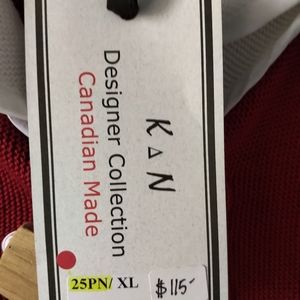 K △ N
Designer Collection
Canadian Made
25PN/ XL
$115